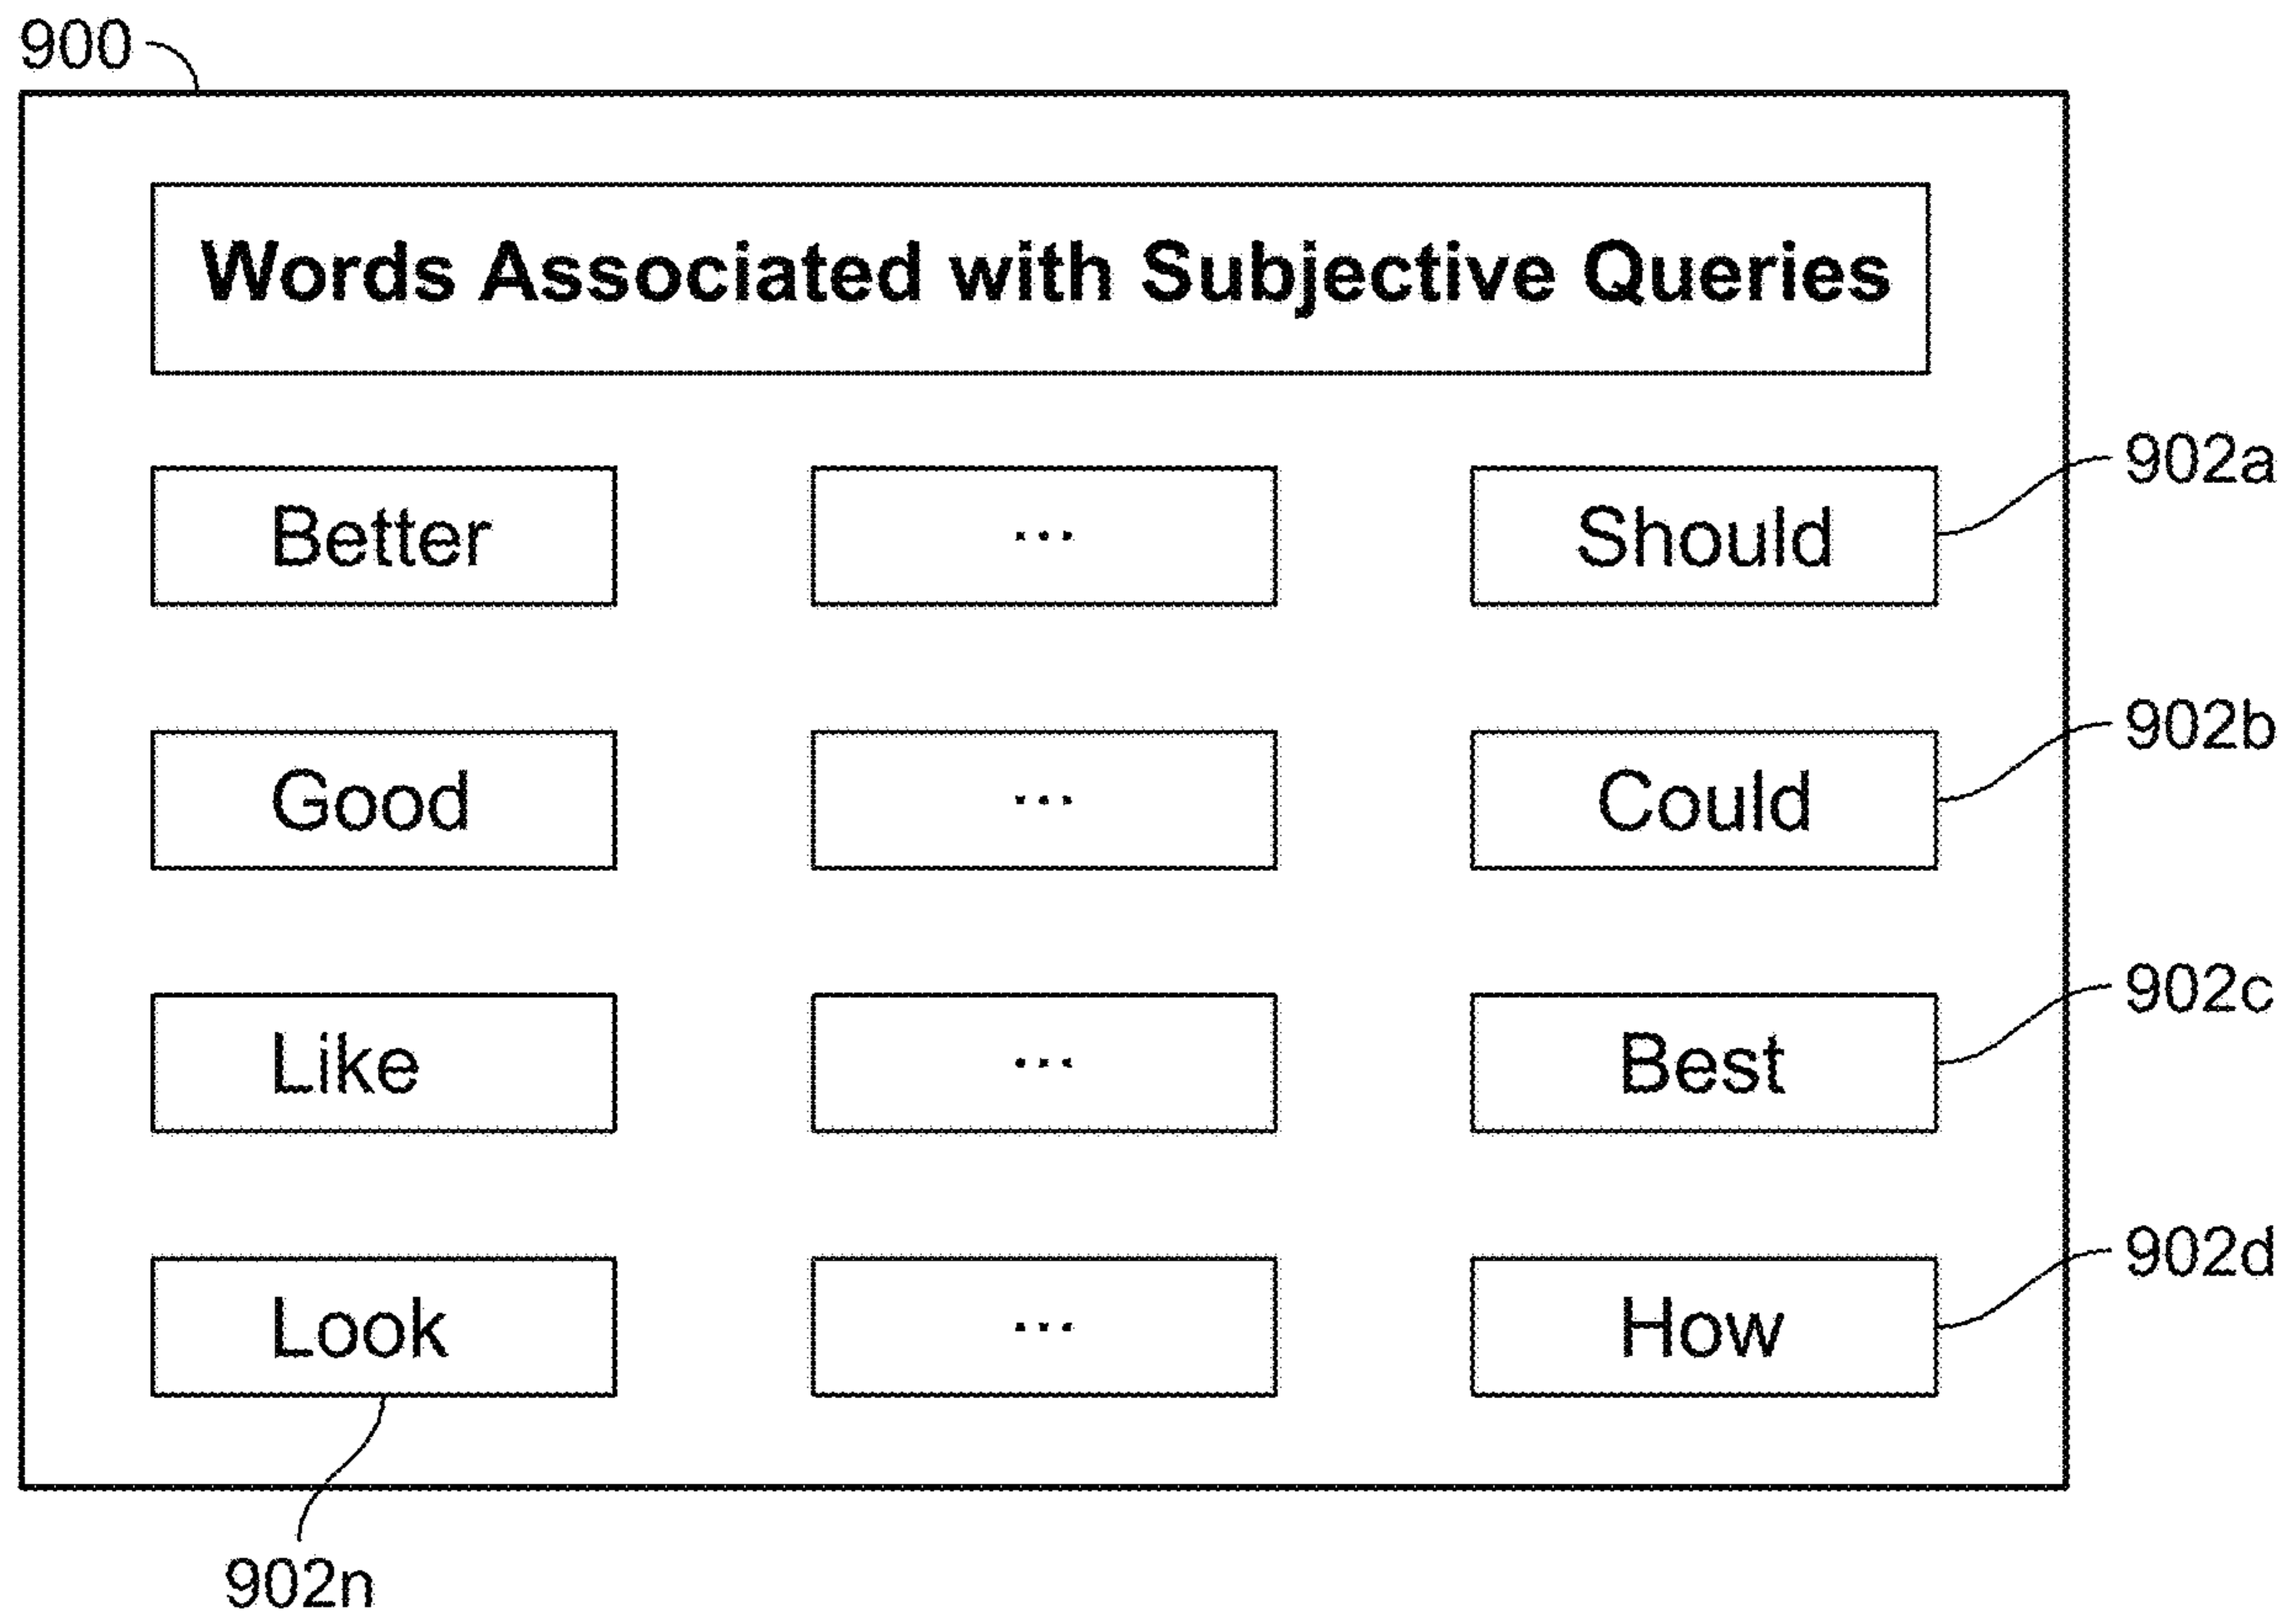 900
Words Associated with Subjective Queries
Better ... Should 902a
Good ... Could 902b
Like ... Best 902c
Look ... How 902d
902n